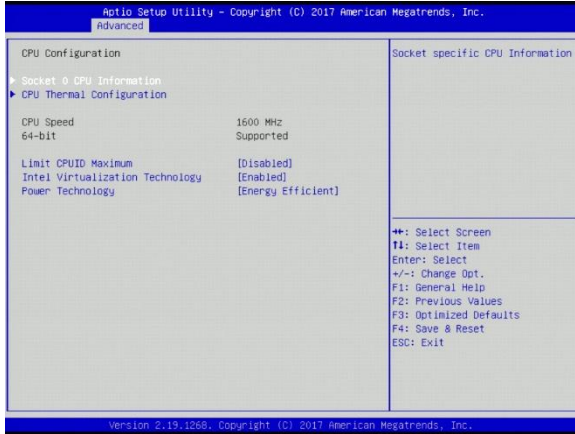 Aptio Setup Utility – Copyright (C) 2017 American Megatrends, Inc.
Advanced
CPU Configuration
Socket 0 CPU Information
CPU Thermal Configuration
CPU Speed 1600 MHz
64-bit Supported
Limit CPUID Maximum [Disabled]
Intel Virtualization Technology [Enabled]
Power Technology [Energy Efficient]
Socket specific CPU Information
→←: Select Screen
↑↓: Select Item
Enter: Select
+/-: Change Opt.
F1: General Help
F2: Previous Values
F3: Optimized Defaults
F4: Save & Reset
ESC: Exit
Version 2.19.1268. Copyright (C) 2017 American Megatrends, Inc.